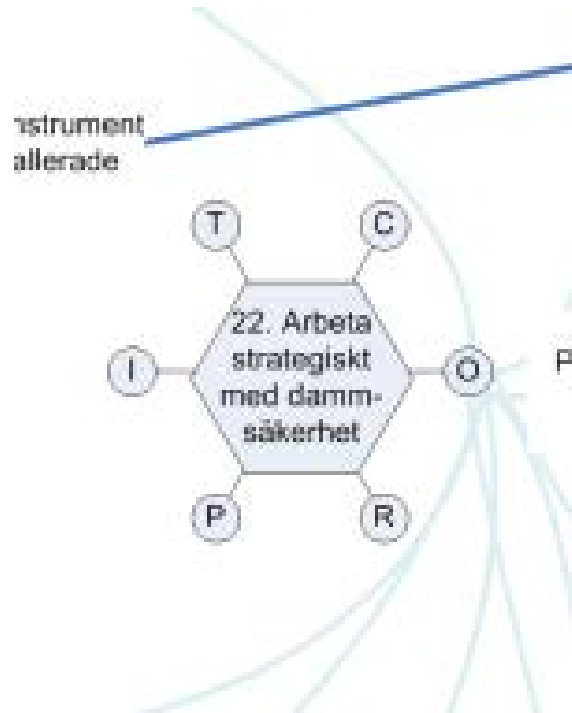 nstrument
allerade
T
C
22. Arbeta
strategiskt
med damm-
säkerhet
I
O
P
P
R